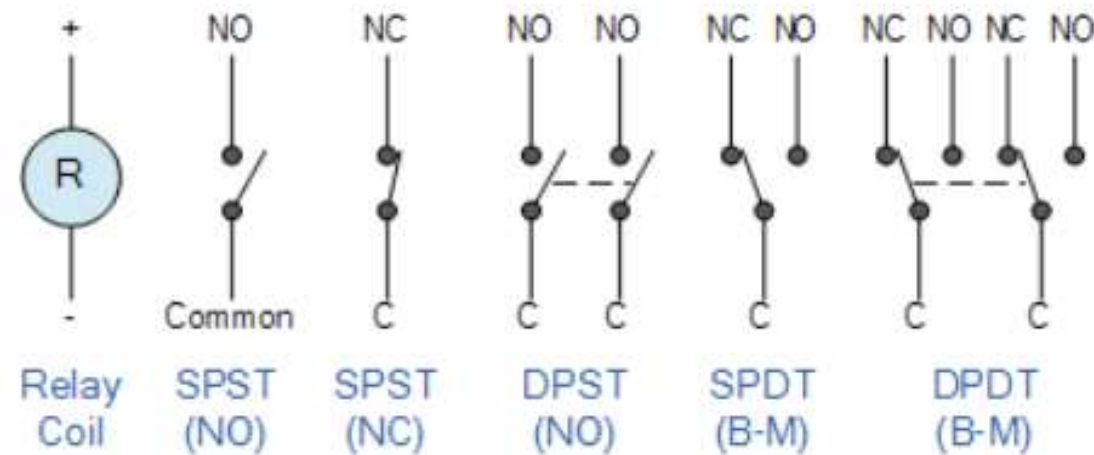 + NO NC NO NO NC NO NC NO NC NO
R
- Common C C C C C C
Relay Coil
SPST (NO)
SPST (NC)
DPST (NO)
SPDT (B-M)
DPDT (B-M)